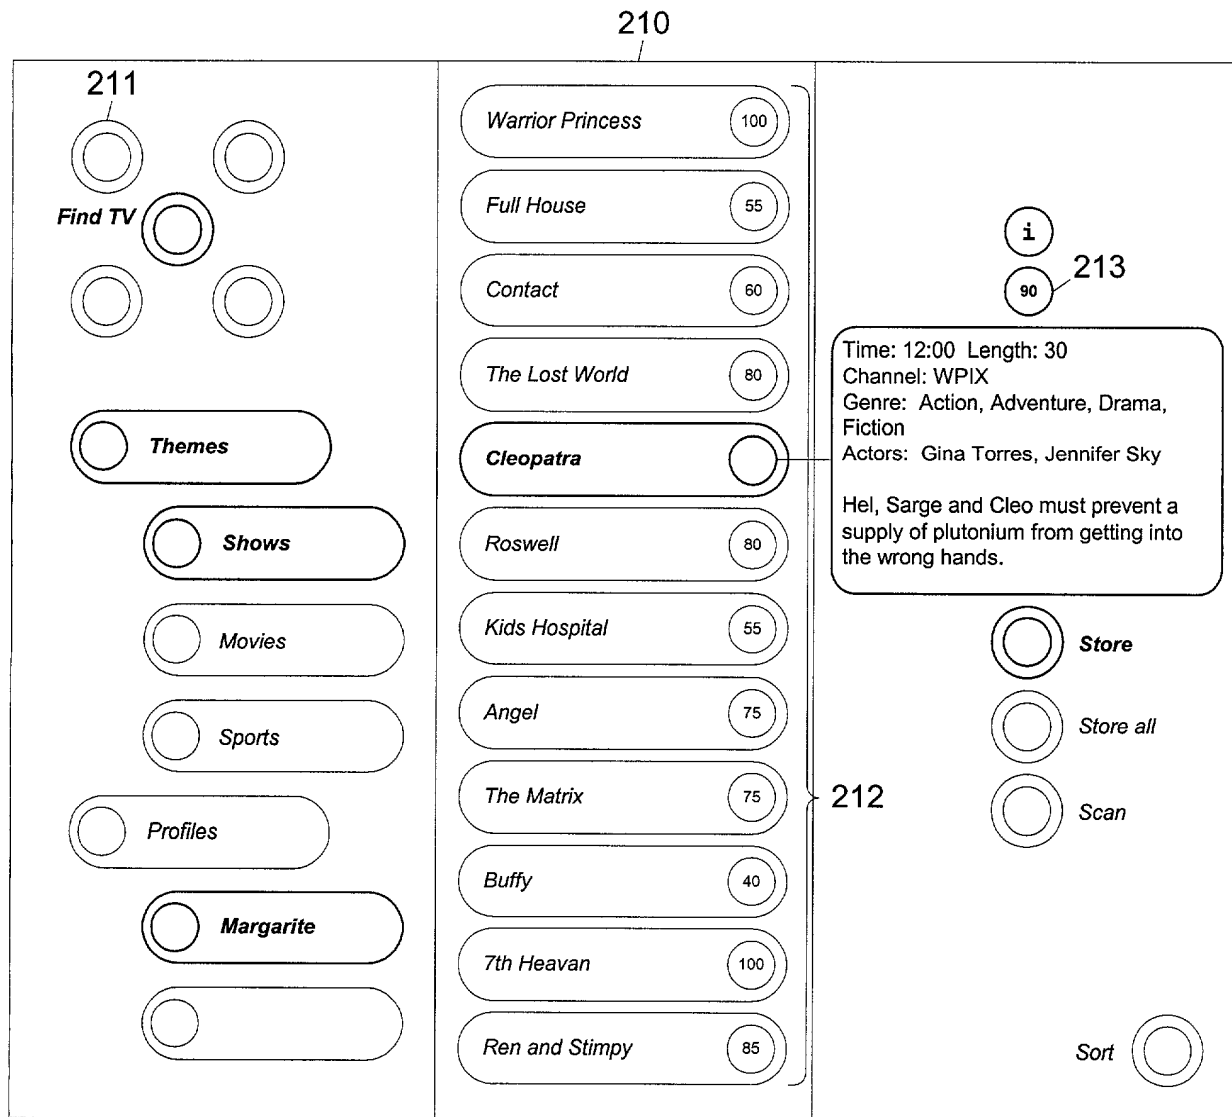 210
211
Find TV
Themes
Shows
Movies
Sports
Profiles
Margarite
Warrior Princess 100
Full House 55
Contact 60
The Lost World 80
Cleopatra
Roswell 80
Kids Hospital 55
Angel 75
The Matrix 75
Buffy 40
7th Heavan 100
Ren and Stimpy 85
212
i
90
213
Time: 12:00 Length: 30
Channel: WPIX
Genre: Action, Adventure, Drama,
Fiction
Actors: Gina Torres, Jennifer Sky
Hel, Sarge and Cleo must prevent a
supply of plutonium from getting into
the wrong hands.
Store
Store all
Scan
Sort